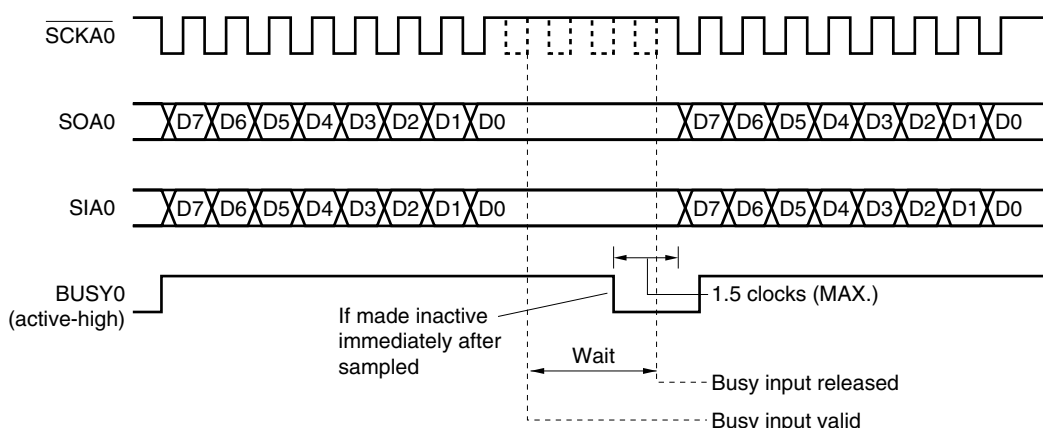 SCKA0
SOA0 D7 D6 D5 D4 D3 D2 D1 D0 D7 D6 D5 D4 D3 D2 D1 D0
SIA0 D7 D6 D5 D4 D3 D2 D1 D0 D7 D6 D5 D4 D3 D2 D1 D0
BUSY0
(active-high)
1.5 clocks (MAX.)
If made inactive
immediately after
sampled
Wait
Busy input released
Busy input valid